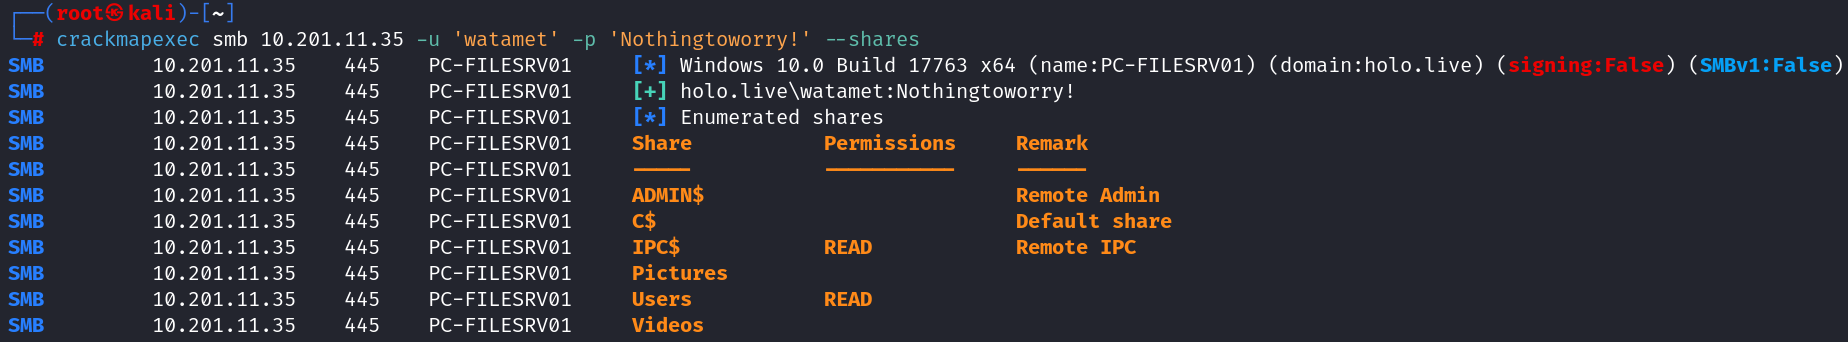 ┌──(root㉿kali)-[~]
└─# crackmapexec smb 10.201.11.35 -u 'watamet' -p 'Nothingtoworry!' --shares
SMB         10.201.11.35    445    PC-FILESRV01     [*] Windows 10.0 Build 17763 x64 (name:PC-FILESRV01) (domain:holo.live) (signing:False) (SMBv1:False)
SMB         10.201.11.35    445    PC-FILESRV01     [+] holo.live\watamet:Nothingtoworry!
SMB         10.201.11.35    445    PC-FILESRV01     [*] Enumerated shares
SMB         10.201.11.35    445    PC-FILESRV01     Share           Permissions     Remark
SMB         10.201.11.35    445    PC-FILESRV01     -----           -----------     ------
SMB         10.201.11.35    445    PC-FILESRV01     ADMIN$                          Remote Admin
SMB         10.201.11.35    445    PC-FILESRV01     C$                              Default share
SMB         10.201.11.35    445    PC-FILESRV01     IPC$            READ            Remote IPC
SMB         10.201.11.35    445    PC-FILESRV01     Pictures
SMB         10.201.11.35    445    PC-FILESRV01     Users           READ
SMB         10.201.11.35    445    PC-FILESRV01     Videos